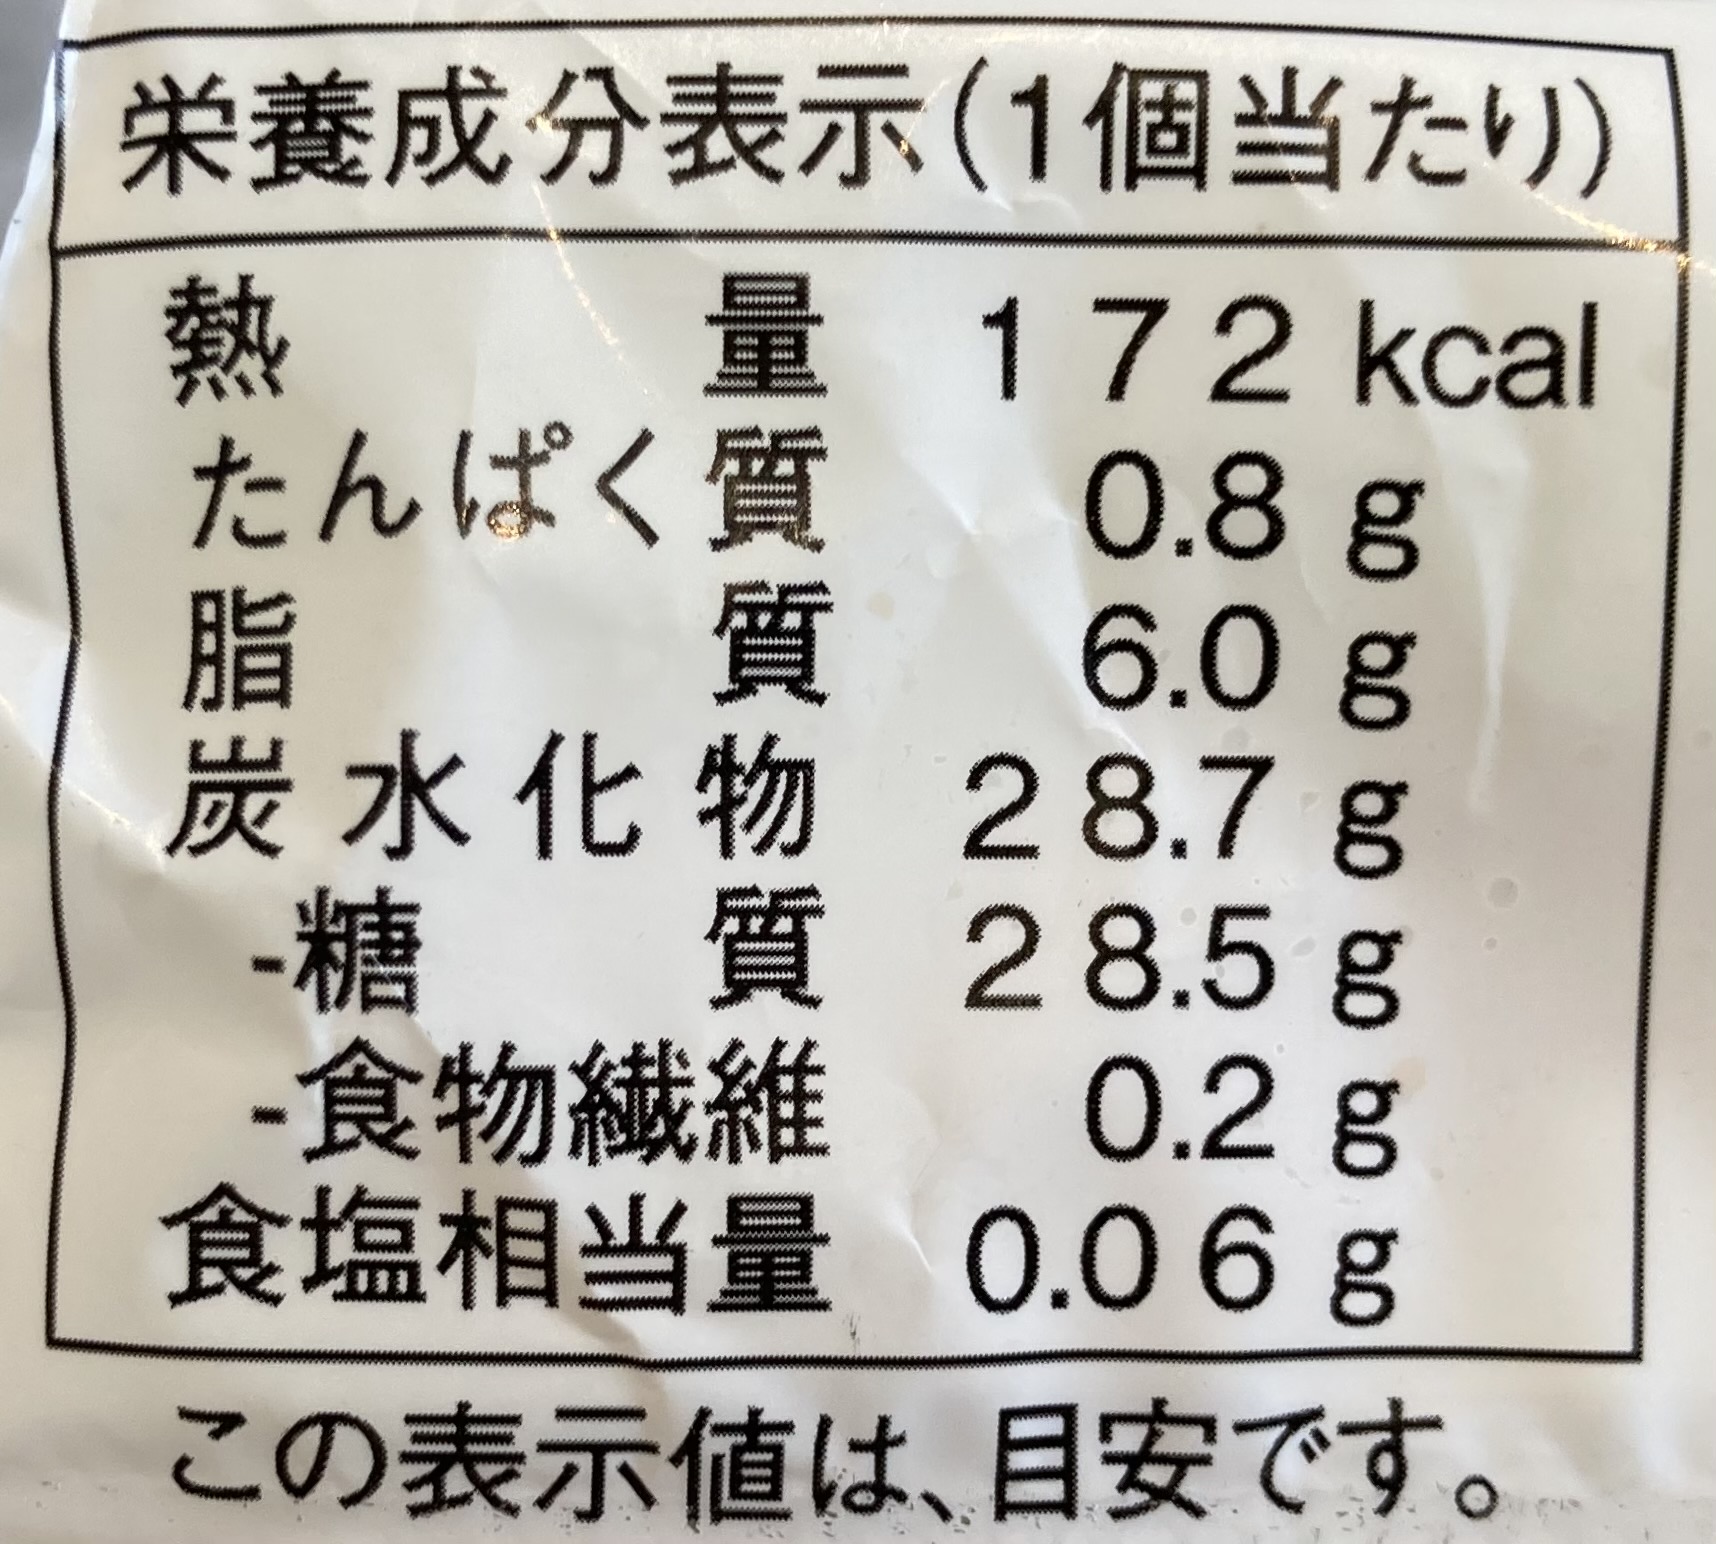 栄養成分表示(1個当たり)
熱量 172kcal
たんぱく質 0.8g
脂質 6.0g
炭水化物 28.7g
-糖質 28.5g
-食物繊維 0.2g
食塩相当量 0.06g
この表示値は、目安です。